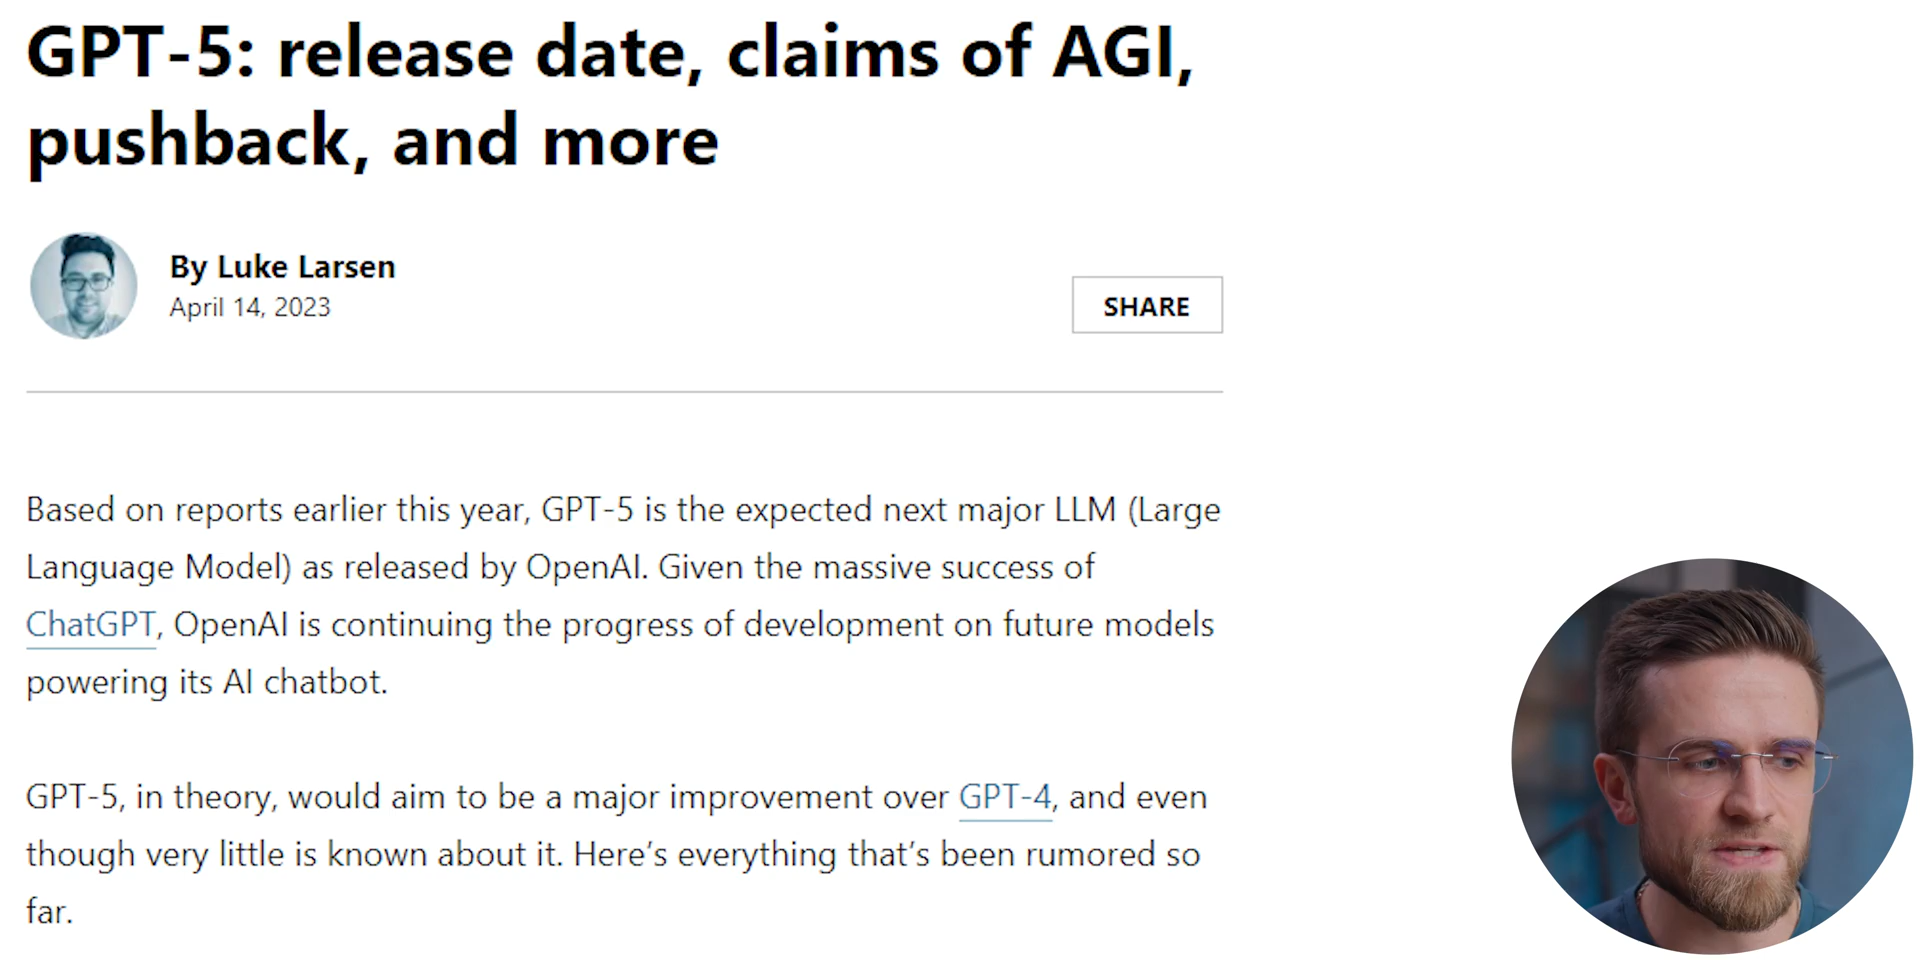 GPT-5: release date, claims of AGI,
pushback, and more
By Luke Larsen
April 14, 2023
SHARE
Based on reports earlier this year, GPT-5 is the expected next major LLM (Large
Language Model) as released by OpenAI. Given the massive success of
ChatGPT, OpenAI is continuing the progress of development on future models
powering its AI chatbot.
GPT-5, in theory, would aim to be a major improvement over GPT-4, and even
though very little is known about it. Here’s everything that’s been rumored so
far.